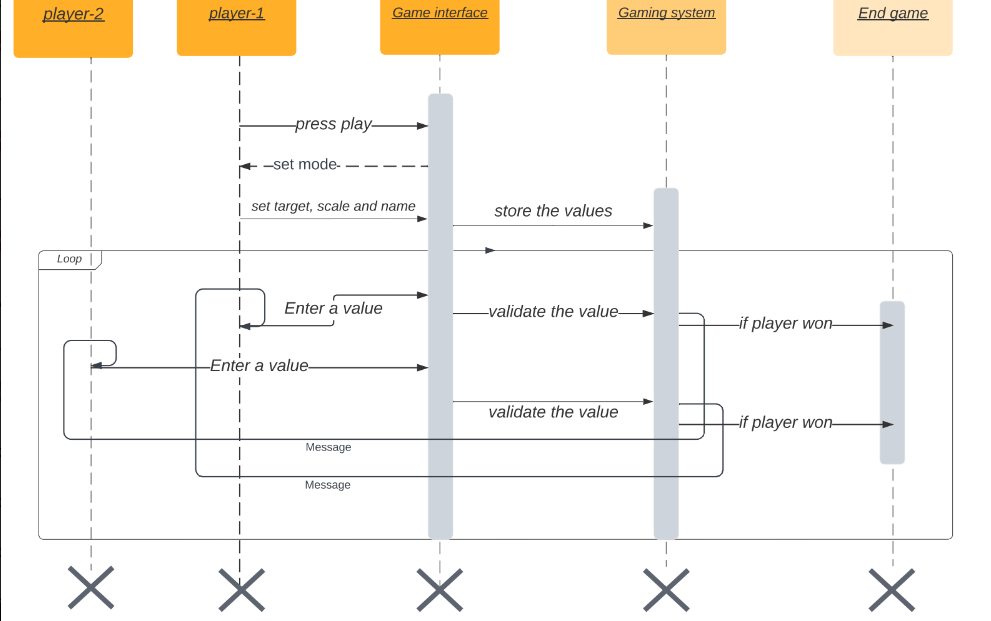 player-2
player-1
Game interface
Gaming system
End game
press play
set mode
set target, scale and name
store the values
Loop
Enter a value
validate the value
if player won
Enter a value
validate the value
if player won
Message
Message